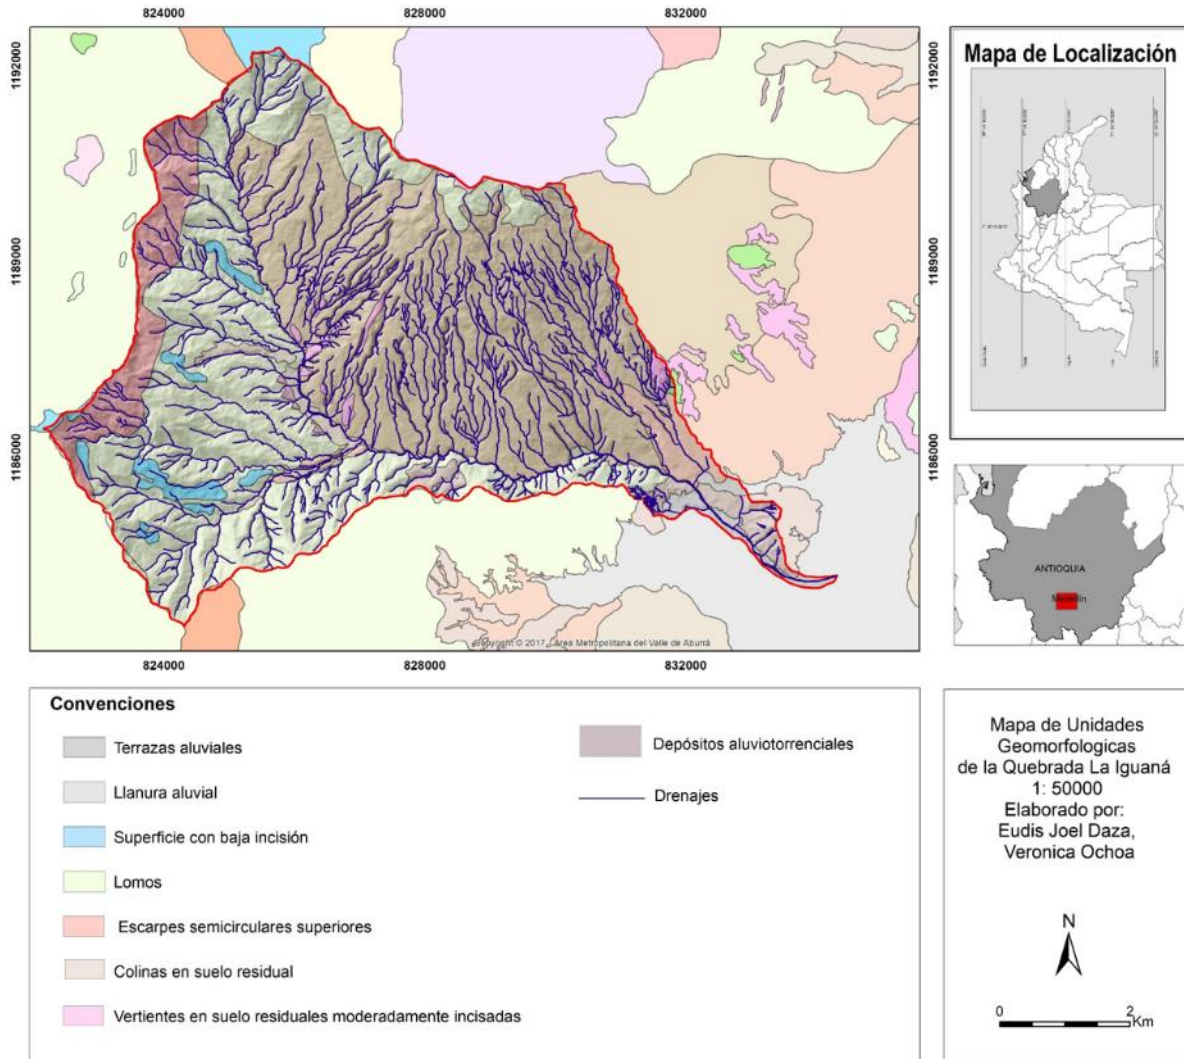 824000
828000
832000
1192000
1189000
1186000
1192000
1189000
1186000
Copyright © 2017, Área Metropolitana del Valle de Aburrá
824000
828000
832000
Mapa de Localización
ANTIOQUIA
Medellín
Convenciones
Terrazas aluviales
Llanura aluvial
Superficie con baja incisión
Lomos
Escarpes semicirculares superiores
Colinas en suelo residual
Vertientes en suelo residuales moderadamente incisadas
Depósitos aluviotorrenciales
Drenajes
Mapa de Unidades
Geomorfologicas
de la Quebrada La Iguaná
1: 50000
Elaborado por:
Eudis Joel Daza,
Veronica Ochoa
N
0 2
Km